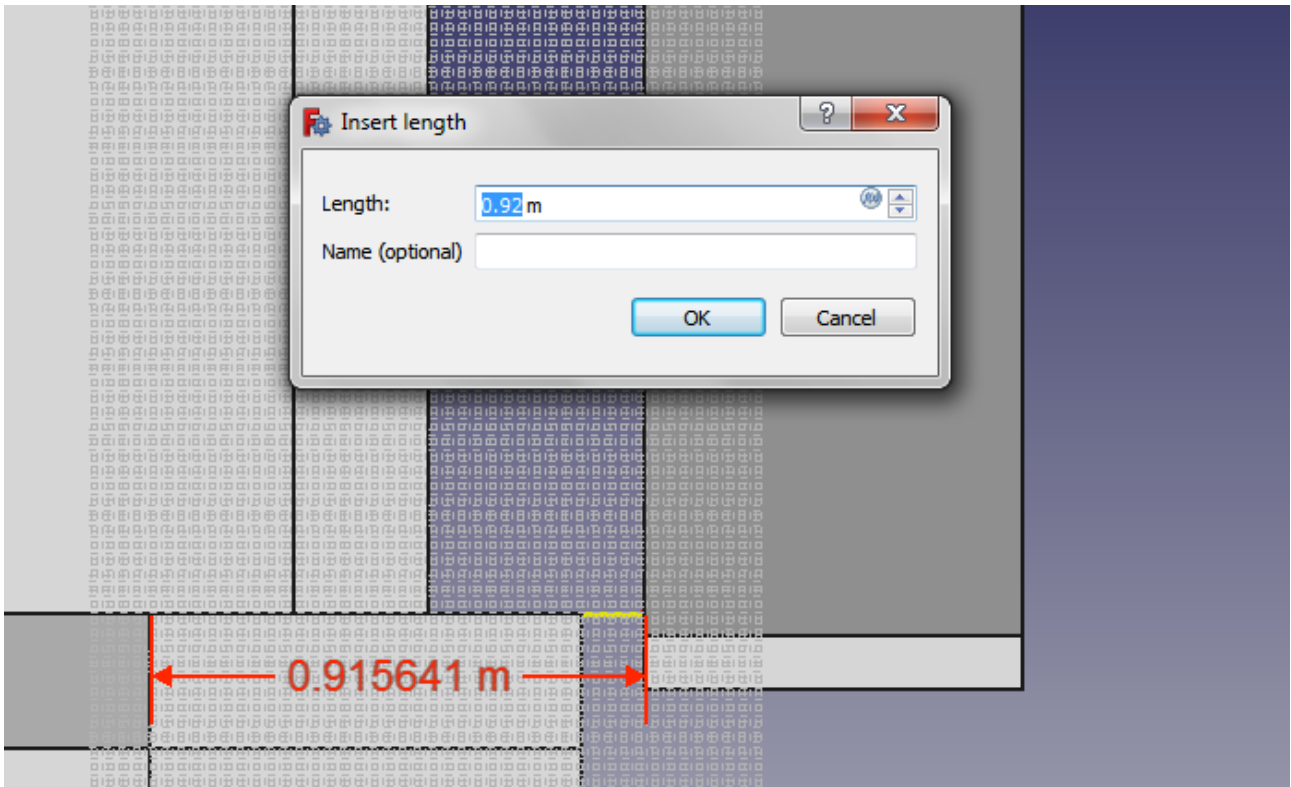 Insert length
Length: 0.92 m
Name (optional)
OK Cancel
0.915641 m